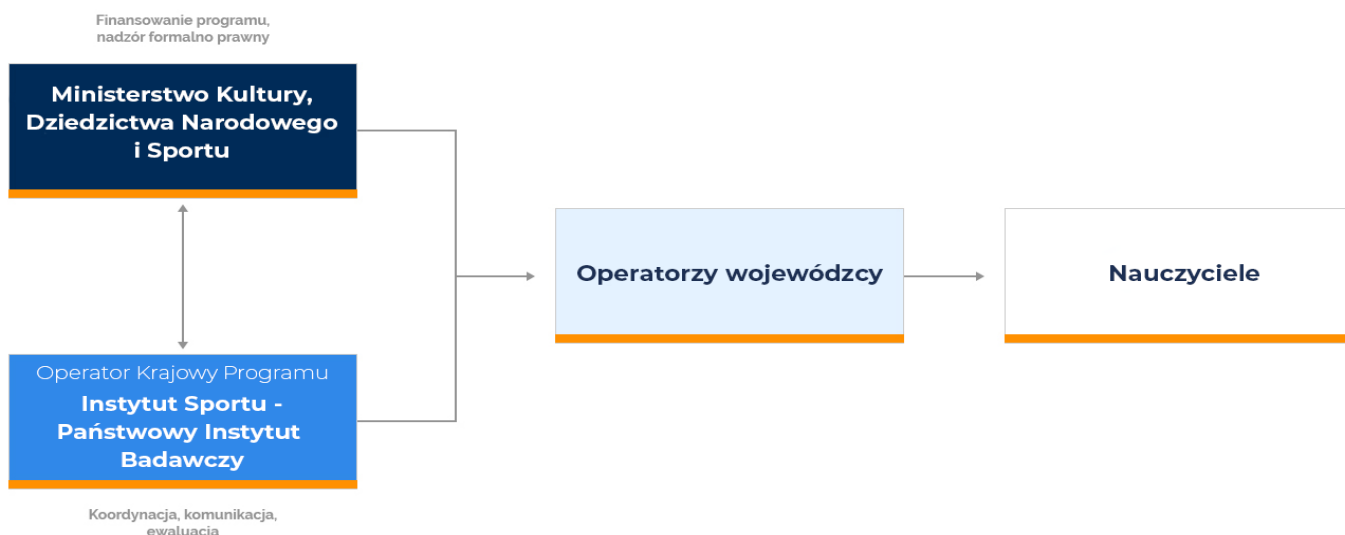 Finansowanie programu,
nadzór formalno prawny
Ministerstwo Kultury,
Dziedzictwa Narodowego
i Sportu
Operatorzy wojewódzcy
Nauczyciele
Operator Krajowy Programu
Instytut Sportu -
Państwowy Instytut
Badawczy
Koordynacja, komunikacja,
ewaluacja